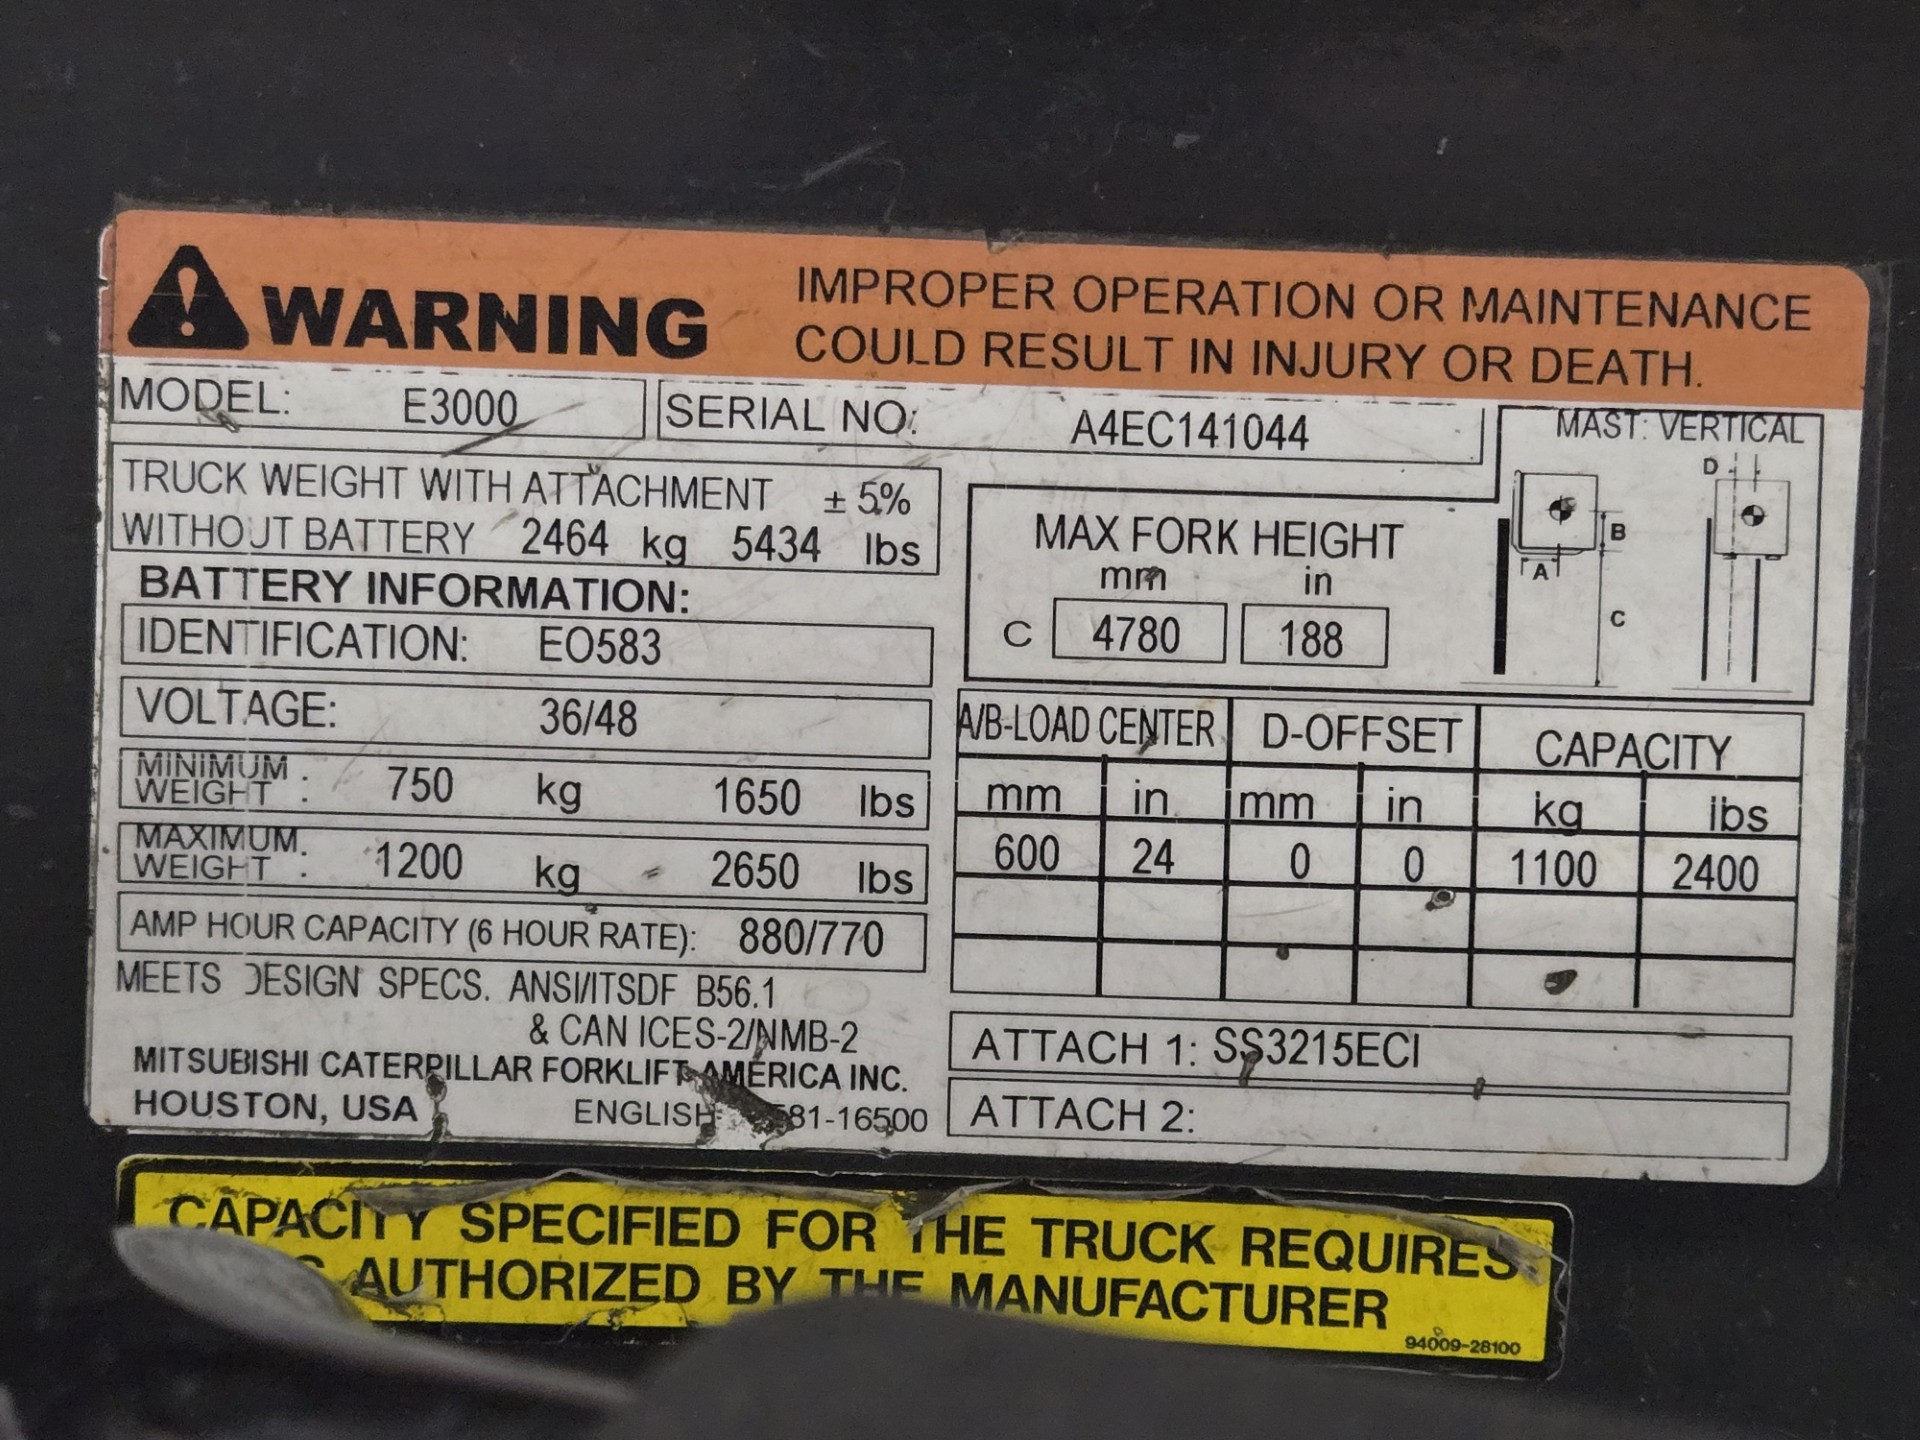 WARNING
IMPROPER OPERATION OR MAINTENANCE
COULD RESULT IN INJURY OR DEATH.
MODEL: E3000
SERIAL NO: A4EC141044
TRUCK WEIGHT WITH ATTACHMENT ± 5%
WITHOUT BATTERY 2464 kg 5434 lbs
BATTERY INFORMATION:
IDENTIFICATION: EO583
VOLTAGE: 36/48
MINIMUM
WEIGHT : 750 kg 1650 lbs
MAXIMUM
WEIGHT : 1200 kg 2650 lbs
AMP HOUR CAPACITY (6 HOUR RATE): 880/770
MEETS DESIGN SPECS. ANSI/ITSDF B56.1
& CAN ICES-2/NMB-2
MITSUBISHI CATERPILLAR FORKLIFT AMERICA INC.
HOUSTON, USA ENGLISH 81-16500
MAST: VERTICAL
D
B
A
C
MAX FORK HEIGHT
mm in
C 4780 188
A/B-LOAD CENTER D-OFFSET CAPACITY
mm in mm in kg lbs
600 24 0 0 1100 2400
ATTACH 1: SS3215ECI
ATTACH 2:
CAPACITY SPECIFIED FOR THE TRUCK REQUIRES
AUTHORIZED BY THE MANUFACTURER
94009-28100